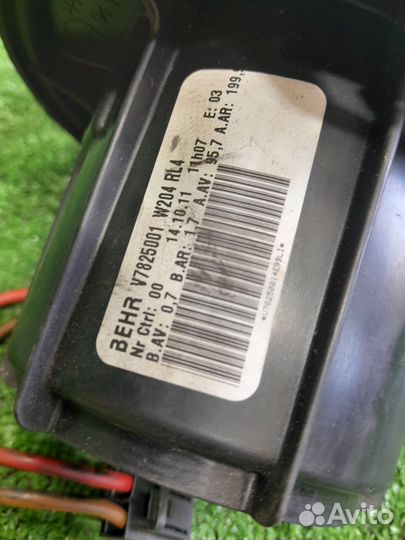 BEHR V7825001 W204 RL4
Nr Ctrl: 00 14.10.11 11h07 E: 03
B.AV: 0,7 B.AR: 1,7 A.AV: 95,7 A.AR: 199,
Avito